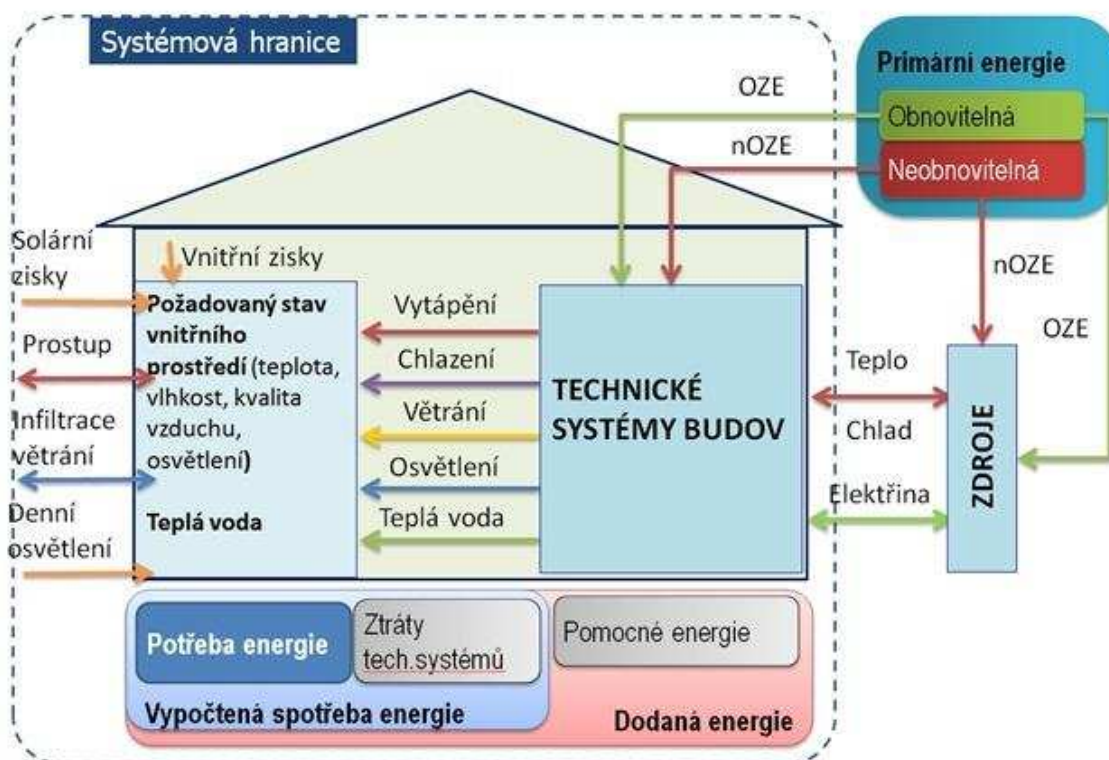 Systémová hranice
Primární energie
Obnovitelná
Neobnovitelná
OZE
nOZE
nOZE
OZE
Solární
zisky
Prostup
Infiltrace
větrání
Denní
osvětlení
Vnitřní zisky
Požadovaný stav
vnitřního
prostředí (teplota,
vlhkost, kvalita
vzduchu,
osvětlení)
Teplá voda
Vytápění
Chlazení
Větrání
Osvětlení
Teplá voda
TECHNICKÉ
SYSTÉMY BUDOV
Teplo
Chlad
Elektřina
ZDROJE
Potřeba energie
Ztráty
tech.systémů
Pomocné energie
Vypočtená spotřeba energie
Dodaná energie